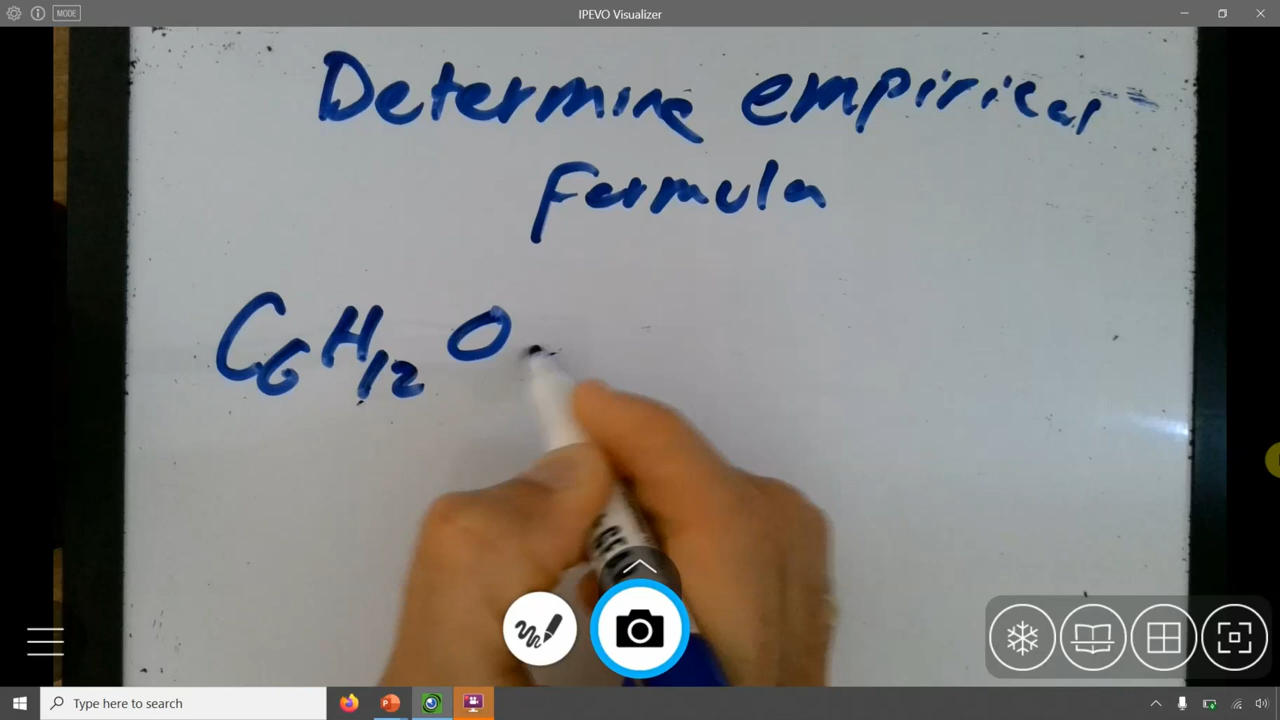 MODE
IPEVO Visualizer
Determine empirical
formula
C6H12O
Type here to search